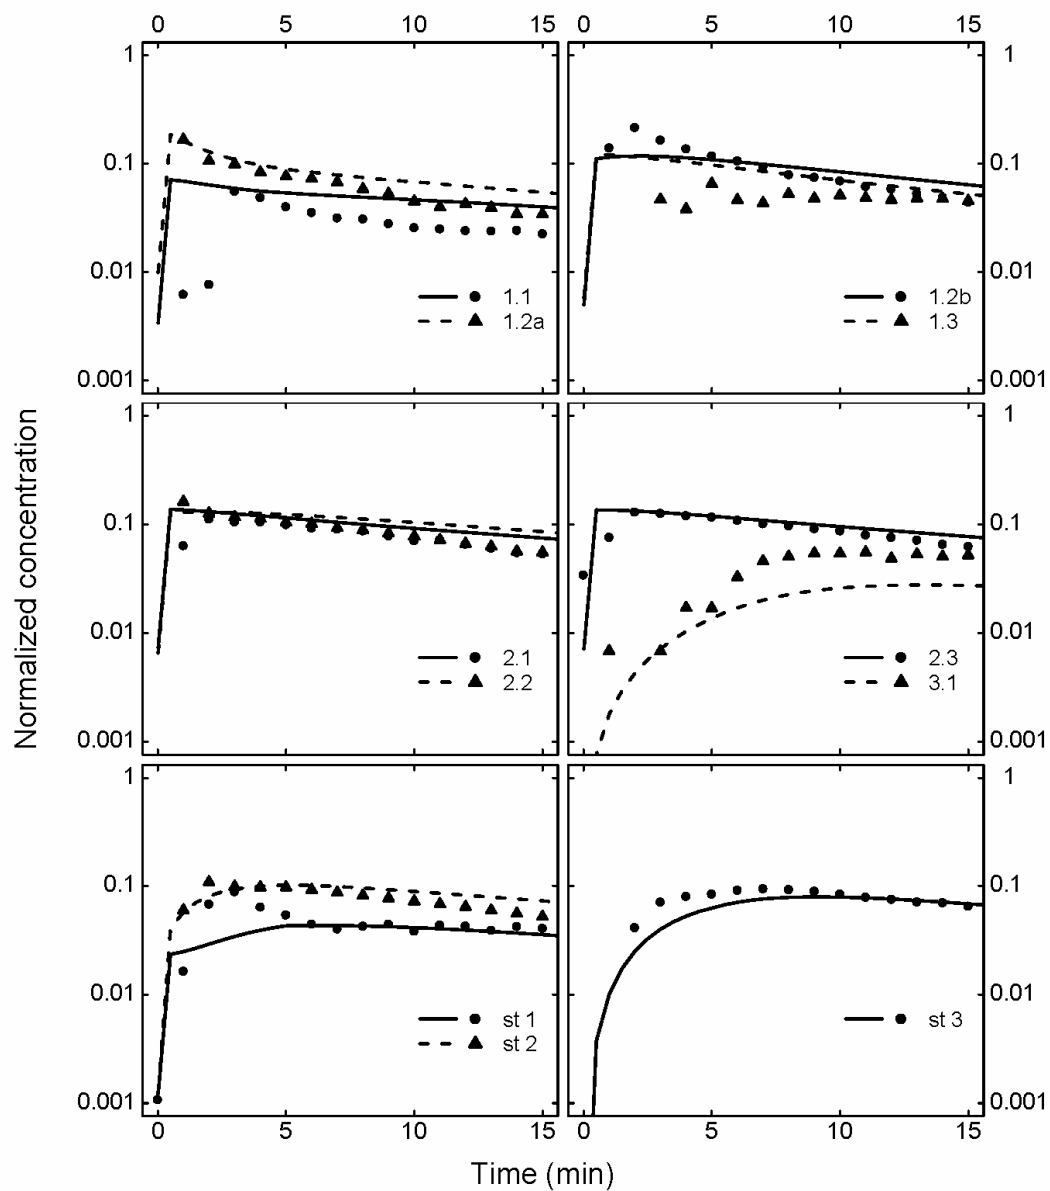 0 5 10 15 0 5 10 15
1 1
0.1 0.1
0.01 0.01
1.1 1.2b
1.2a 1.3
0.001 0.001
1 1
0.1 0.1
0.01 0.01
2.1 2.3
2.2 3.1
0.001 0.001
1 1
0.1 0.1
0.01 0.01
st 1 st 3
st 2
0.001 0.001
0 5 10 15 0 5 10 15
Normalized concentration
Time (min)